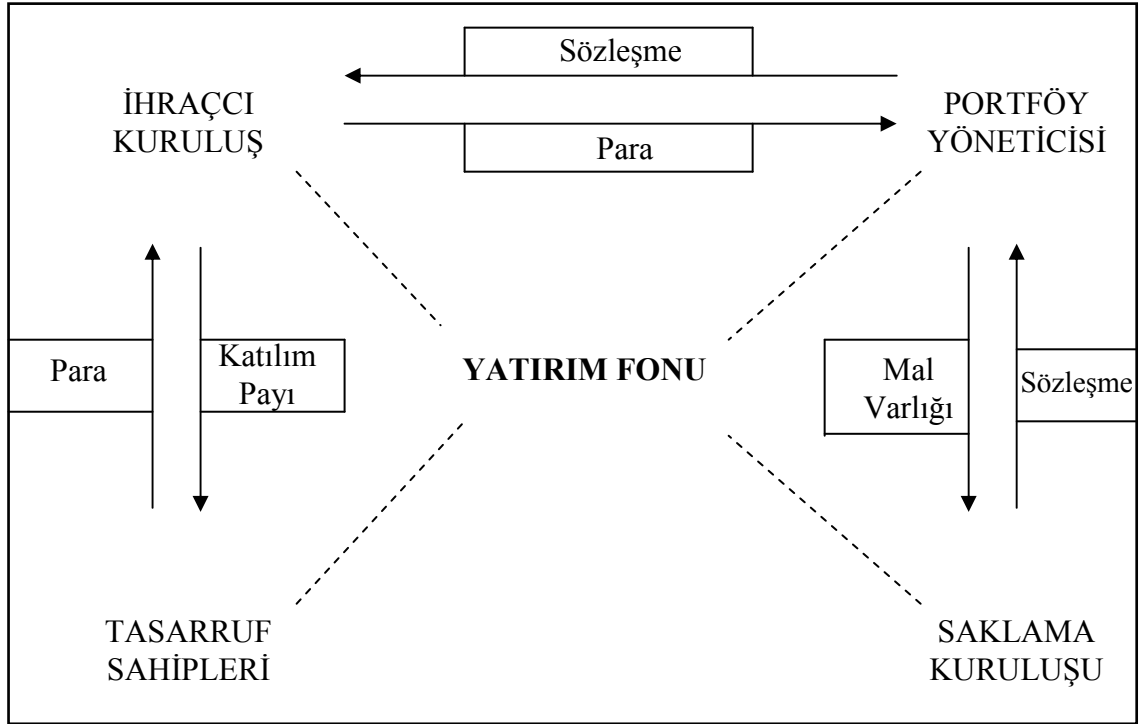 Sözleşme
İHRAÇCI
KURULUŞ
PORTFÖY
YÖNETİCİSİ
Para
Para
Katılım
Payı
YATIRIM FONU
Mal
Varlığı
Sözleşme
TASARRUF
SAHİPLERİ
SAKLAMA
KURULUŞU